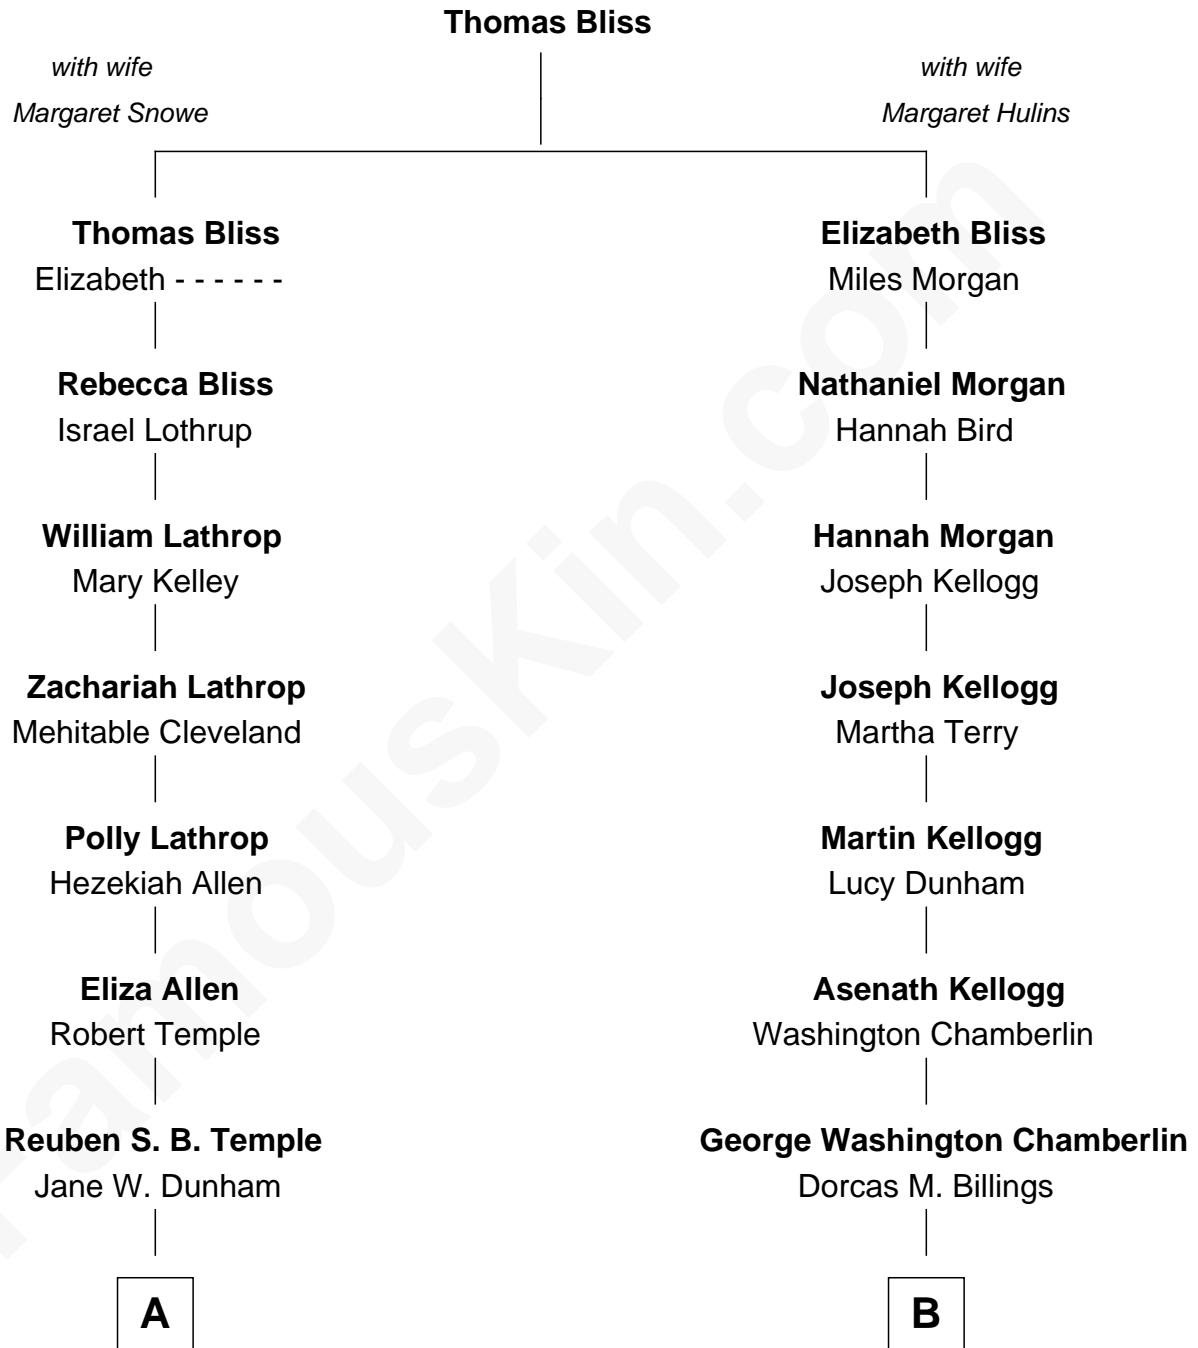 Thomas Bliss
with wife
Margaret Snowe
with wife
Margaret Hulins
Thomas Bliss
Elizabeth - - - - - -
Elizabeth Bliss
Miles Morgan
Rebecca Bliss
Israel Lothrup
Nathaniel Morgan
Hannah Bird
William Lathrop
Mary Kelley
Hannah Morgan
Joseph Kellogg
Zachariah Lathrop
Mehitable Cleveland
Joseph Kellogg
Martha Terry
Polly Lathrop
Hezekiah Allen
Martin Kellogg
Lucy Dunham
Eliza Allen
Robert Temple
Asenath Kellogg
Washington Chamberlin
Reuben S. B. Temple
Jane W. Dunham
George Washington Chamberlin
Dorcas M. Billings
A
B
FamousKin.com